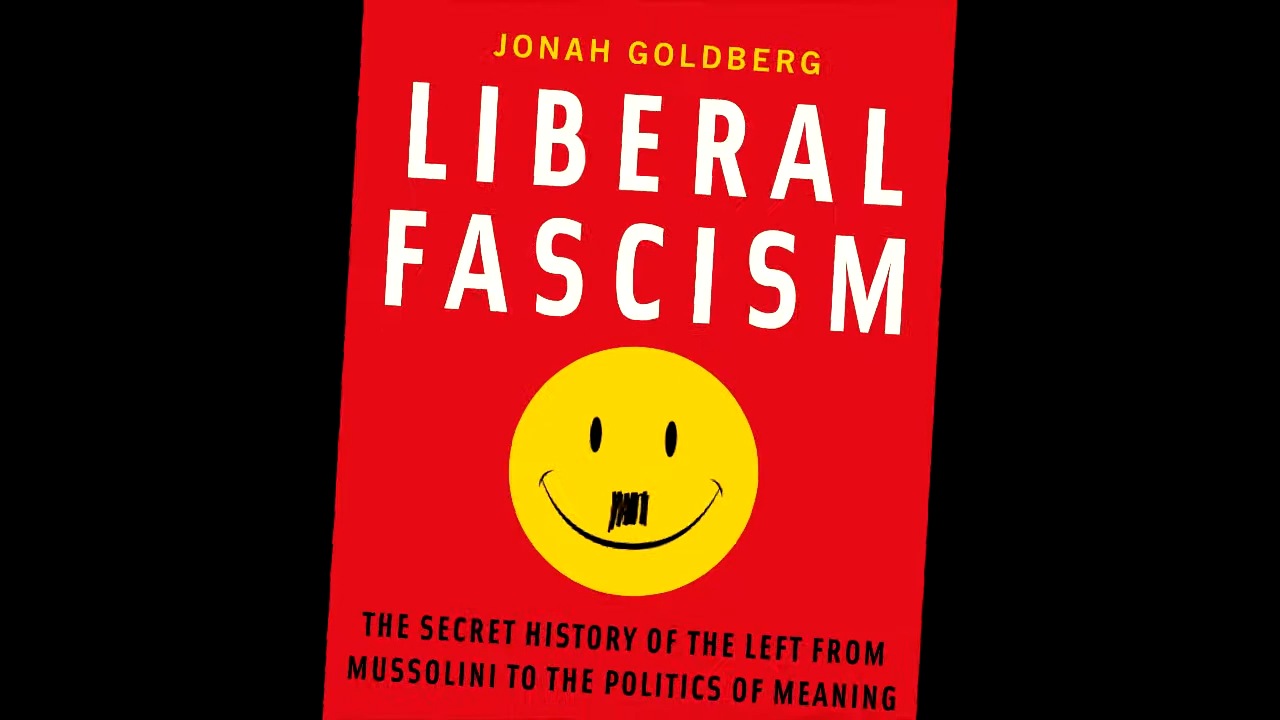 JONAH GOLDBERG
LIBERAL
FASCISM
THE SECRET HISTORY OF THE LEFT FROM
MUSSOLINI TO THE POLITICS OF MEANING